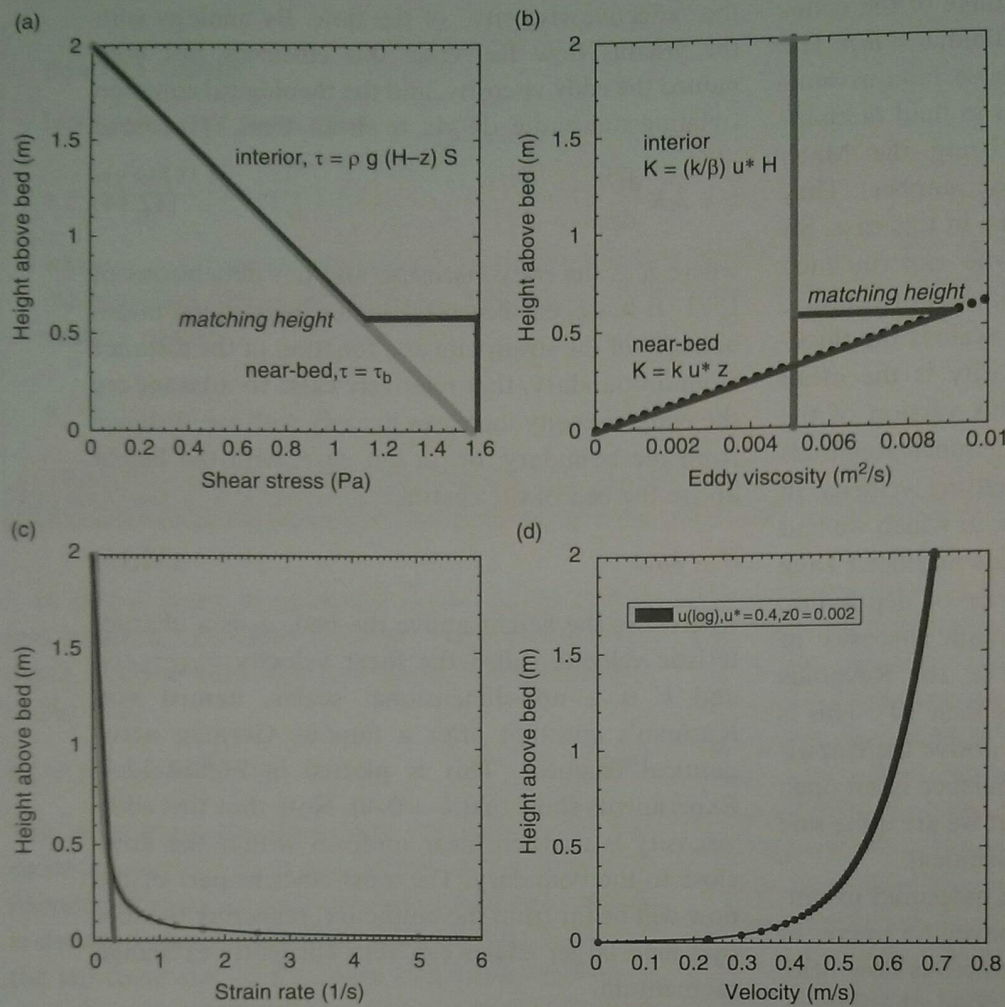 (a)
2
1.5
1
0.5
0
Height above bed (m)
interior, τ = ρ g (H–z) S
matching height
near-bed, τ = τb
0 0.2 0.4 0.6 0.8 1 1.2 1.4 1.6
Shear stress (Pa)
(b)
2
1.5
1
0.5
0
Height above bed (m)
interior
K = (k/β) u* H
matching height
near-bed
K = k u* z
0 0.002 0.004 0.006 0.008 0.01
Eddy viscosity (m²/s)
(c)
2
1.5
1
0.5
0
Height above bed (m)
0 1 2 3 4 5 6
Strain rate (1/s)
(d)
2
1.5
1
0.5
0
Height above bed (m)
u(log),u*=0.4,z0=0.002
0 0.1 0.2 0.3 0.4 0.5 0.6 0.7 0.8
Velocity (m/s)